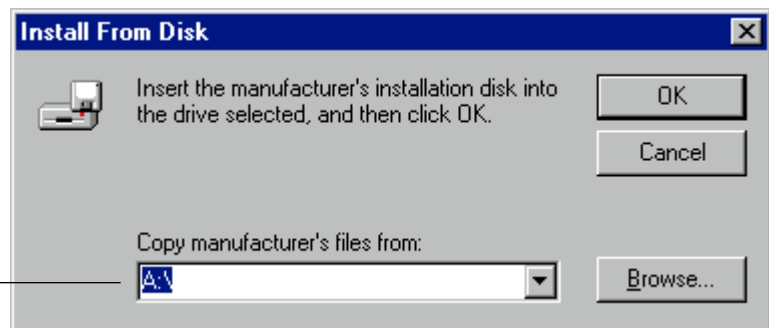 Install From Disk
Insert the manufacturer's installation disk into
the drive selected, and then click OK.
OK
Cancel
Copy manufacturer's files from:
A:\
Browse...